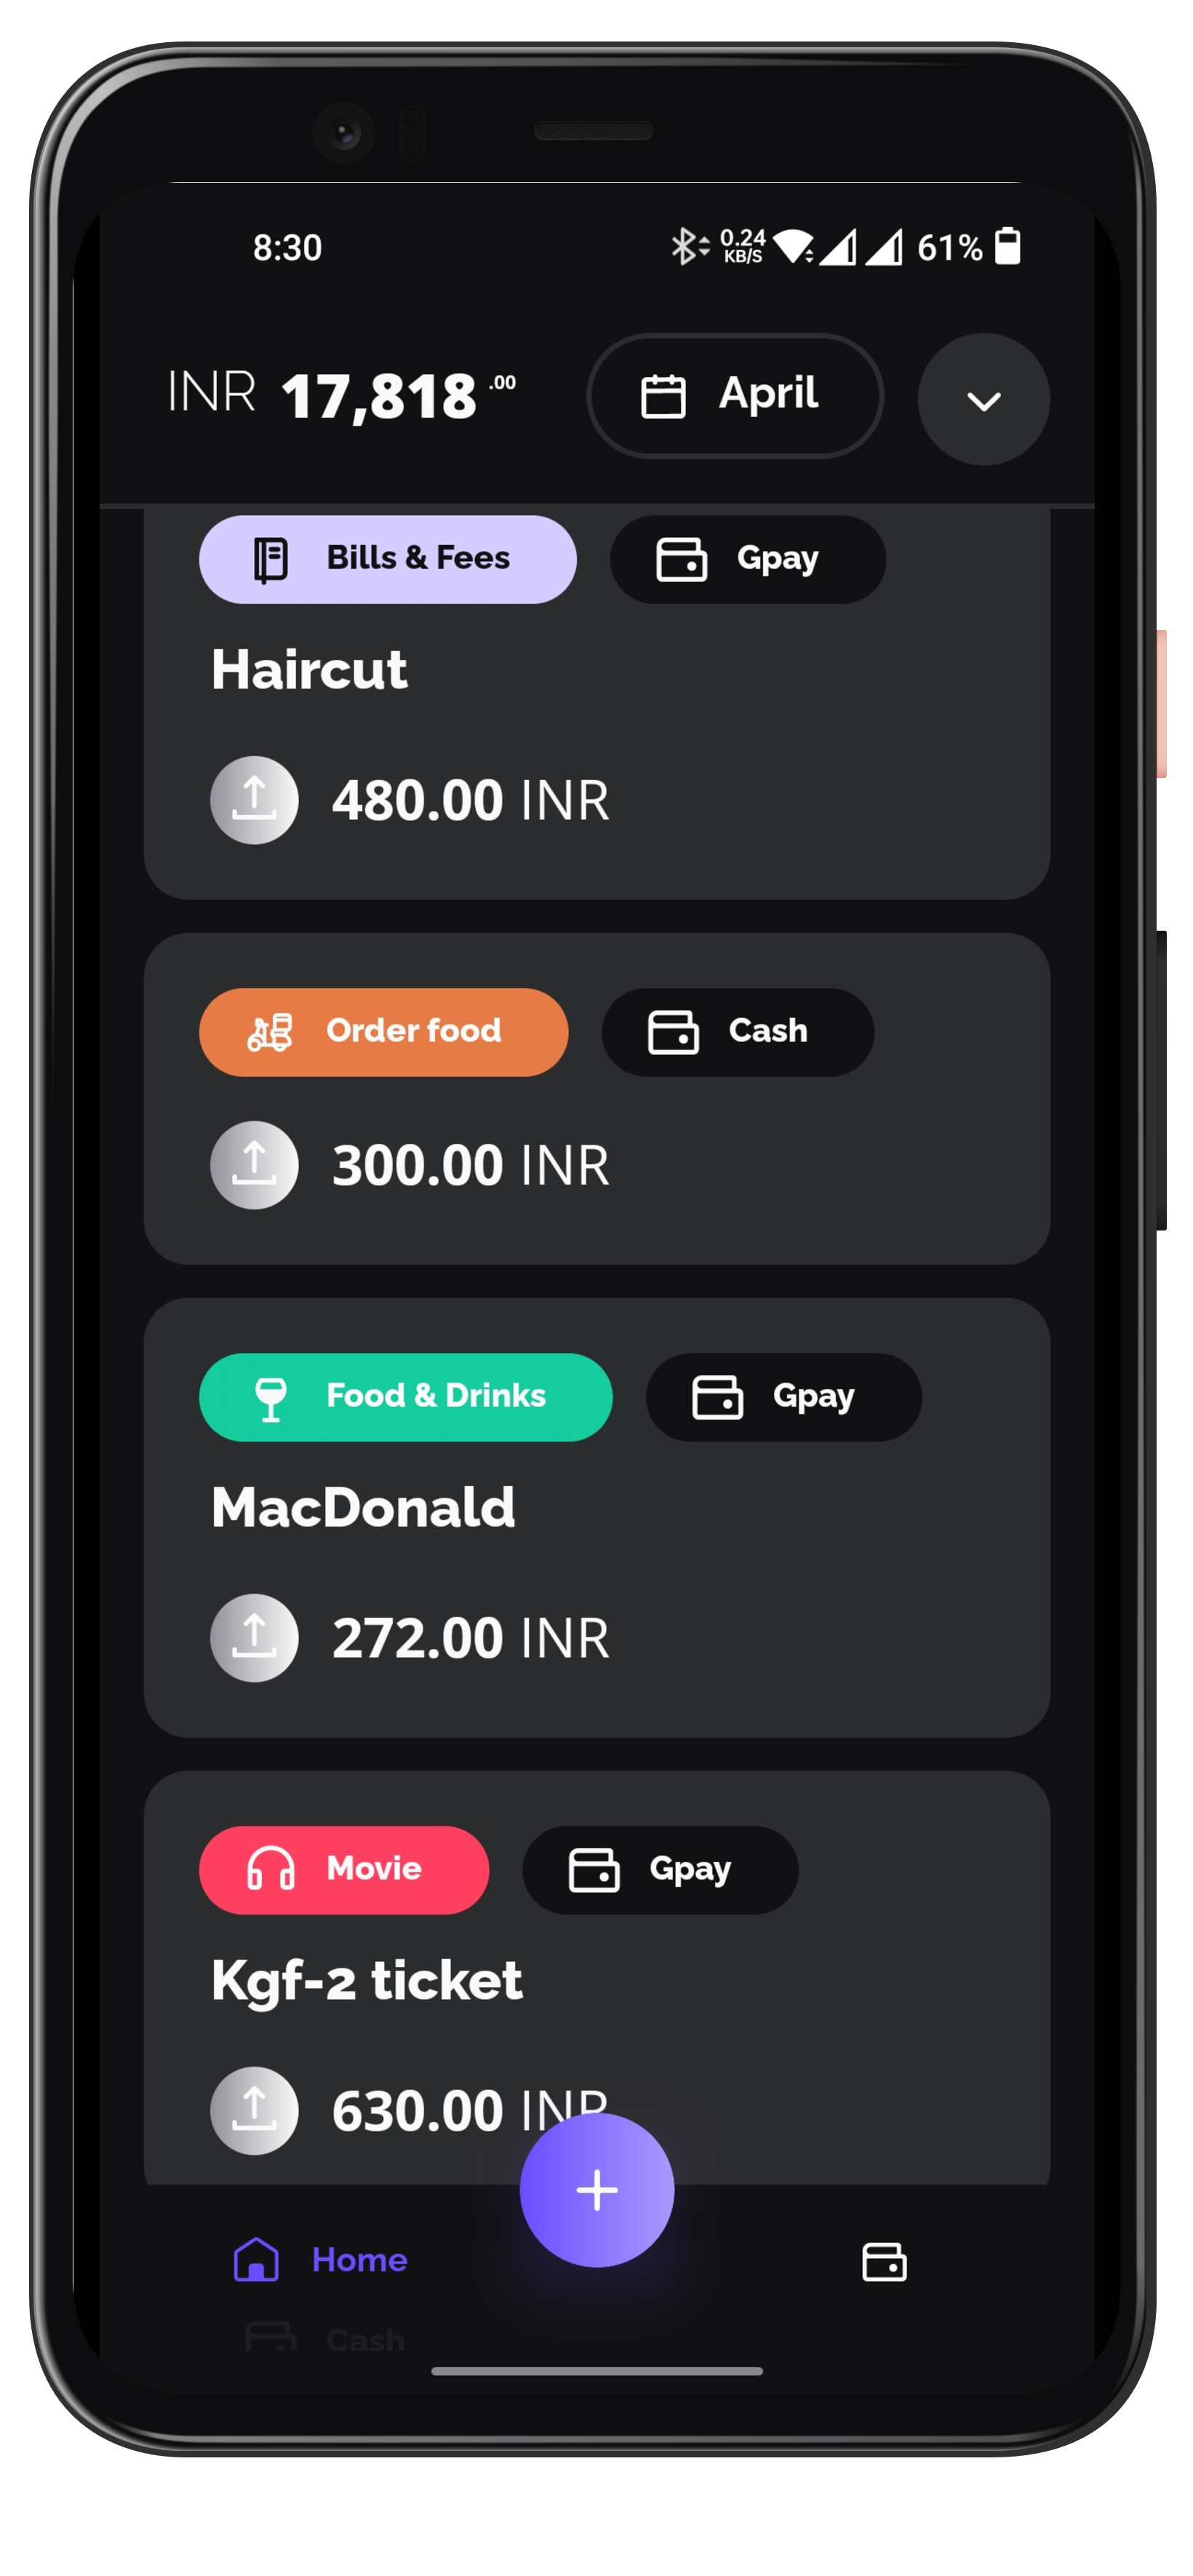 8:30 0.24 KB/S 61%
INR 17,818 .00 April
Bills & Fees Gpay
Haircut
480.00 INR
Order food Cash
300.00 INR
Food & Drinks Gpay
MacDonald
272.00 INR
Movie Gpay
Kgf-2 ticket
630.00 INR
Home
Cash